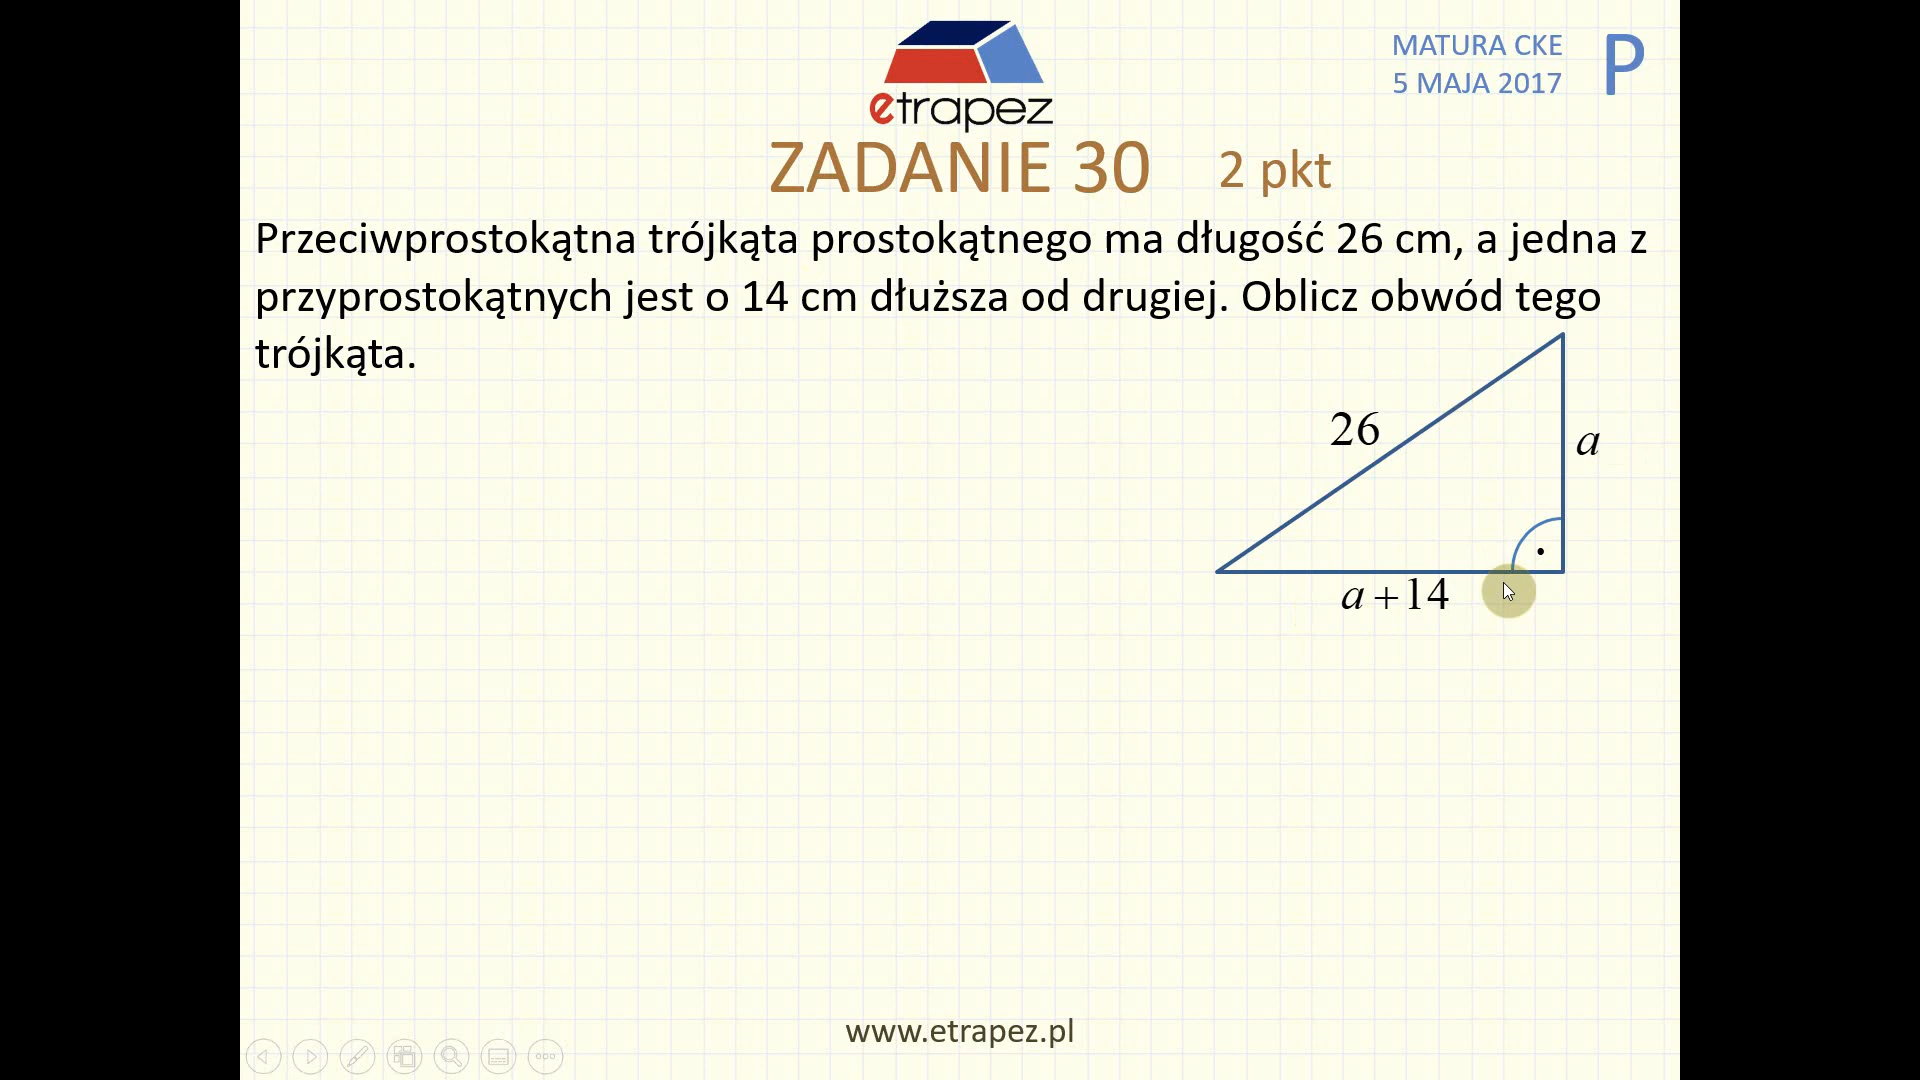 etrapez
MATURA CKE
5 MAJA 2017
P
ZADANIE 30 2 pkt
Przeciwprostokątna trójkąta prostokątnego ma długość 26 cm, a jedna z
przyprostokątnych jest o 14 cm dłuższa od drugiej. Oblicz obwód tego
trójkąta.
26
a
a+14
www.etrapez.pl